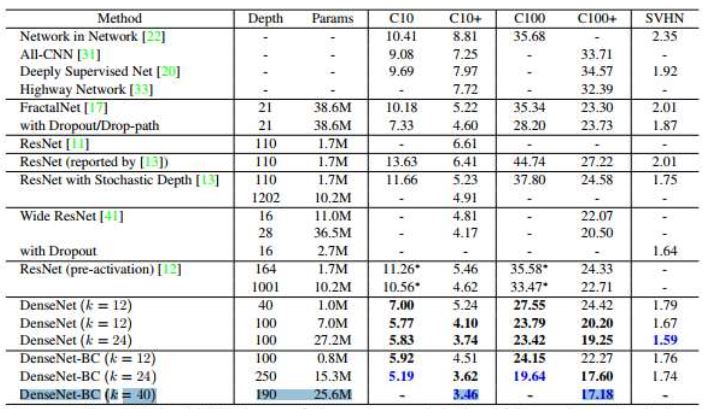 Method Depth Params C10 C10+ C100 C100+ SVHN
Network in Network [22] - - 10.41 8.81 35.68 - 2.35
All-CNN [31] - - 9.08 7.25 - 33.71 -
Deeply Supervised Net [20] - - 9.69 7.97 - 34.57 1.92
Highway Network [33] - - - 7.72 - 32.39 -
FractalNet [17] 21 38.6M 10.18 5.22 35.34 23.30 2.01
with Dropout/Drop-path 21 38.6M 7.33 4.60 28.20 23.73 1.87
ResNet [11] 110 1.7M - 6.61 - - -
ResNet (reported by [13]) 110 1.7M 13.63 6.41 44.74 27.22 2.01
ResNet with Stochastic Depth [13] 110 1.7M 11.66 5.23 37.80 24.58 1.75
1202 10.2M - 4.91 - - -
Wide ResNet [41] 16 11.0M - 4.81 - 22.07 -
28 36.5M - 4.17 - 20.50 -
with Dropout 16 2.7M - - - - 1.64
ResNet (pre-activation) [12] 164 1.7M 11.26* 5.46 35.58* 24.33 -
1001 10.2M 10.56* 4.62 33.47* 22.71 -
DenseNet (k = 12) 40 1.0M 7.00 5.24 27.55 24.42 1.79
DenseNet (k = 12) 100 7.0M 5.77 4.10 23.79 20.20 1.67
DenseNet (k = 24) 100 27.2M 5.83 3.74 23.42 19.25 1.59
DenseNet-BC (k = 12) 100 0.8M 5.92 4.51 24.15 22.27 1.76
DenseNet-BC (k = 24) 250 15.3M 5.19 3.62 19.64 17.60 1.74
DenseNet-BC (k = 40) 190 25.6M - 3.46 - 17.18 -